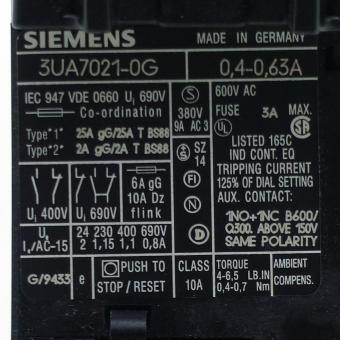 SIEMENS MADE IN GERMANY
3UA7021-0G 0,4-0,63A
IEC 947 VDE 0660 Ui 690V
Co-ordination
Type"1" 25A gG/25A T BS88
Type"2" 2A gG/2A T BS88
S
380V
9A AC 3
600V AC
FUSE 3A MAX.
UL SA
LISTED 165C
IND CONT. EQ
TRIPPING CURRENT
125% OF DIAL SETTING
AUX. CONTACT:
1NO+1NC B600/
Q300. ABOVE 150V
SAME POLARITY
S SZ
14
FI
N
D
Ui 400V Ui 690V
6A gG
10A Dz
flink
Ue 24 230 400 690V
Ie/AC-15 2 1,15 1,1 0,8A
G/9433 e
PUSH TO
STOP / RESET
CLASS
10A
TORQUE
4-6,5 LB.IN
0,4-0,7 Nm
AMBIENT
COMPENS.